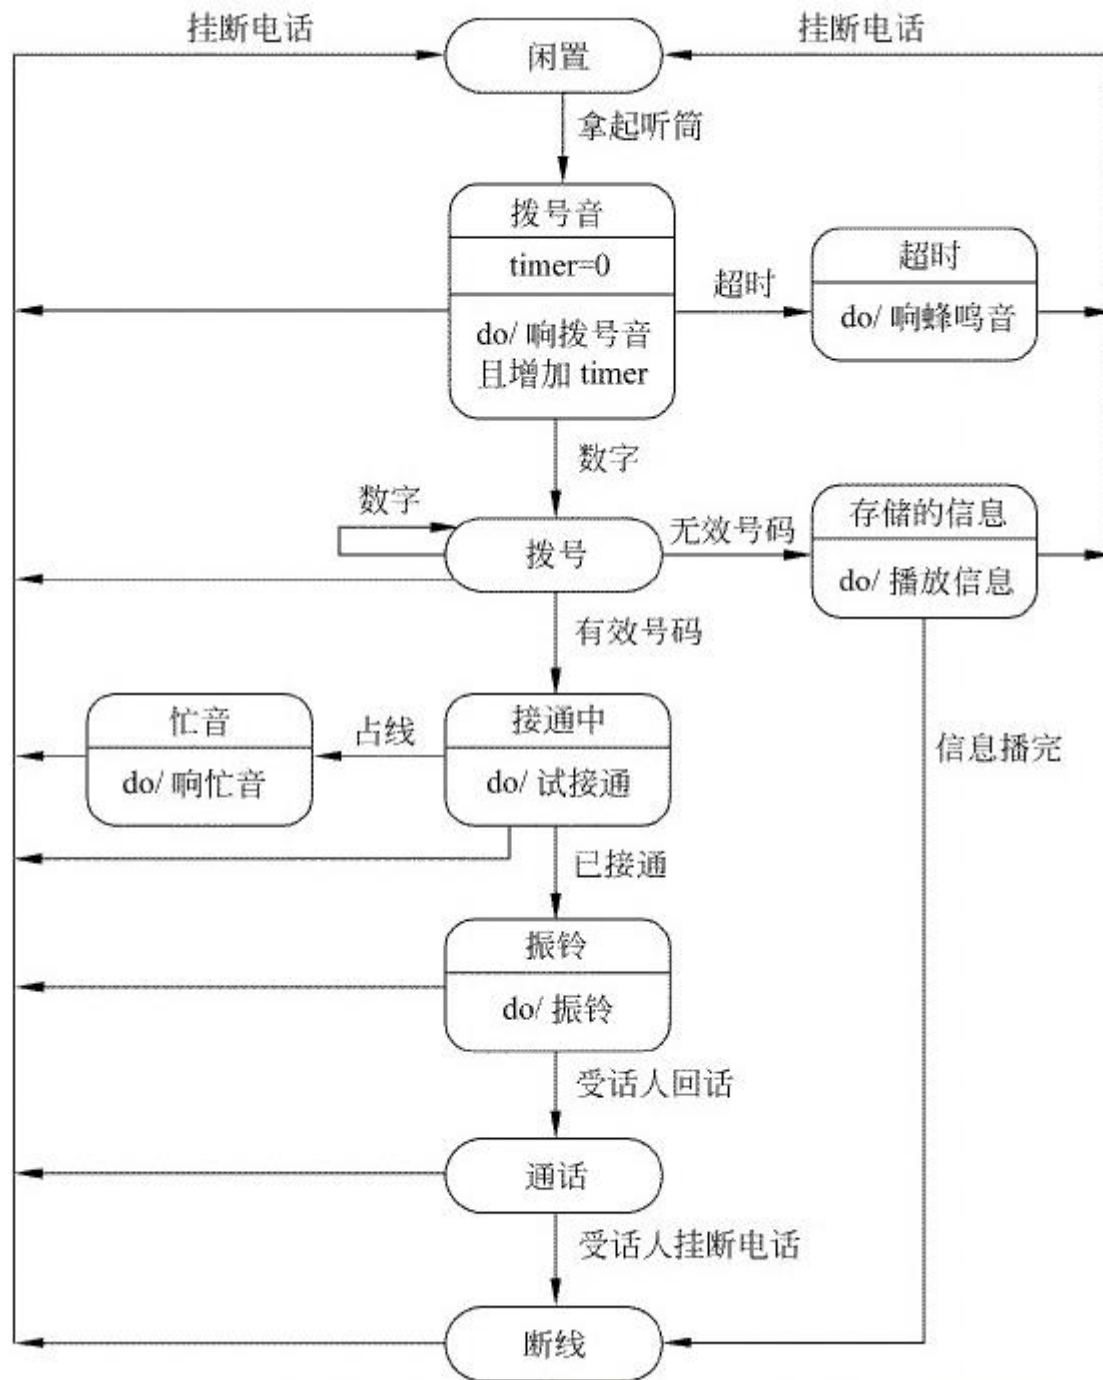 挂断电话
闲置
挂断电话
拿起听筒
拨号音
timer=0
do/ 响拨号音
且增加 timer
超时
超时
do/ 响蜂鸣音
数字
数字
拨号
无效号码
存储的信息
do/ 播放信息
有效号码
忙音
do/ 响忙音
占线
接通中
do/ 试接通
信息播完
已接通
振铃
do/ 振铃
受话人回话
通话
受话人挂断电话
断线